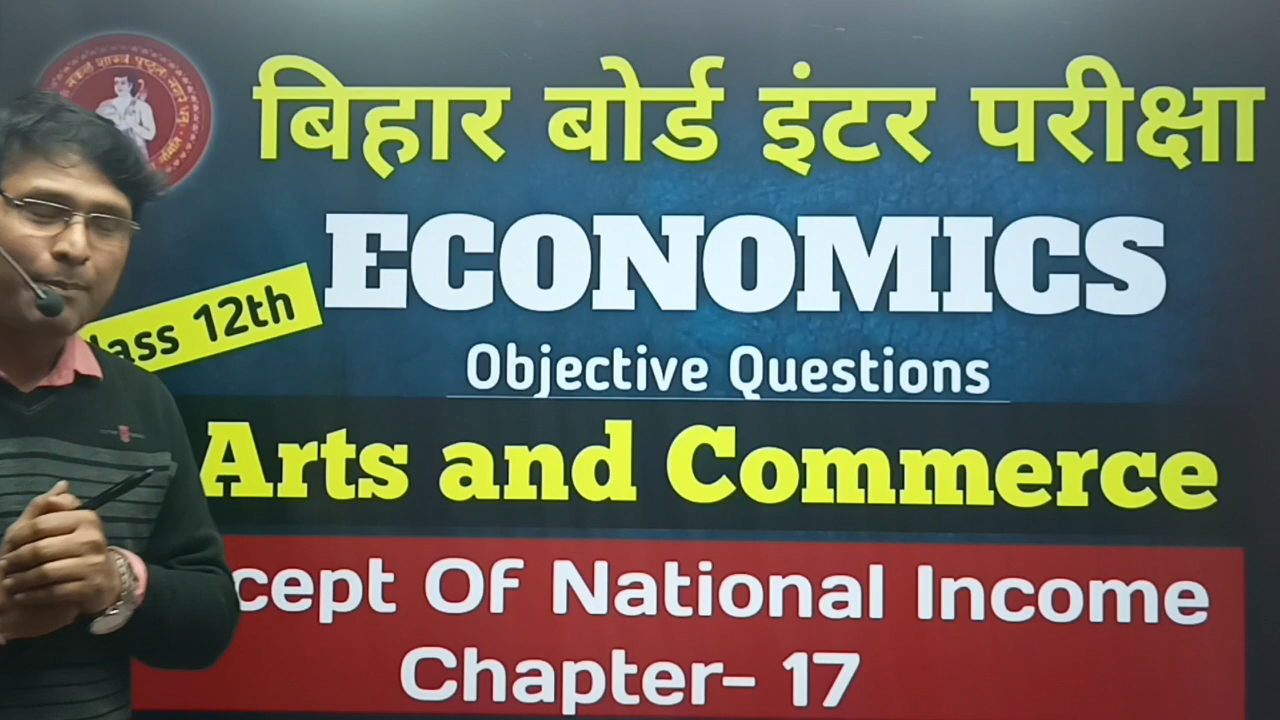 बिहार बोर्ड इंटर परीक्षा
ECONOMICS
lass 12th
Objective Questions
Arts and Commerce
cept Of National Income
Chapter- 17